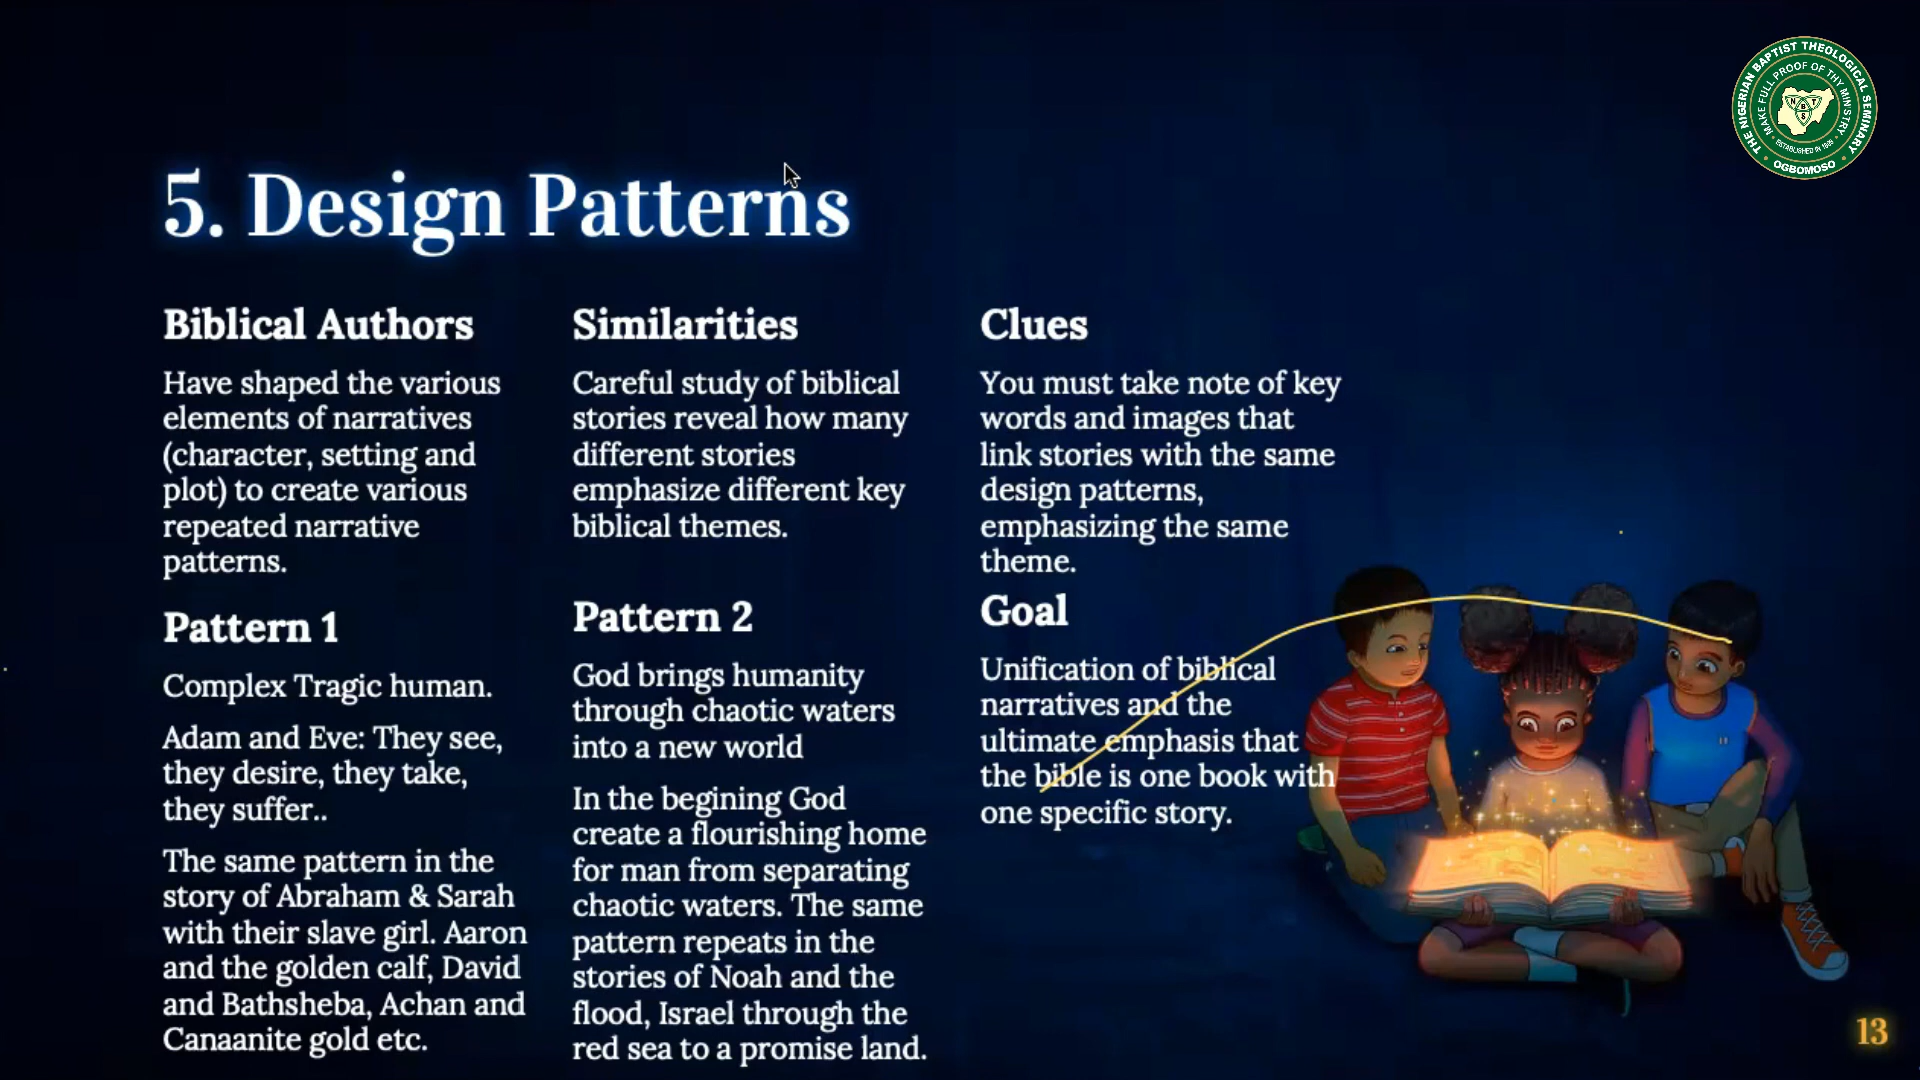 THE NIGERIAN BAPTIST THEOLOGICAL SEMINARY
MAKE FULL PROOF OF THY MINISTRY
N B T
S
ESTABLISHED IN 1898
OGBOMOSO
5. Design Patterns
Biblical Authors
Have shaped the various
elements of narratives
(character, setting and
plot) to create various
repeated narrative
patterns.
Similarities
Careful study of biblical
stories reveal how many
different stories
emphasize different key
biblical themes.
Clues
You must take note of key
words and images that
link stories with the same
design patterns,
emphasizing the same
theme.
Pattern 1
Complex Tragic human.
Adam and Eve: They see,
they desire, they take,
they suffer..
The same pattern in the
story of Abraham & Sarah
with their slave girl. Aaron
and the golden calf, David
and Bathsheba, Achan and
Canaanite gold etc.
Pattern 2
God brings humanity
through chaotic waters
into a new world
In the begining God
create a flourishing home
for man from separating
chaotic waters. The same
pattern repeats in the
stories of Noah and the
flood, Israel through the
red sea to a promise land.
Goal
Unification of biblical
narratives and the
ultimate emphasis that
the bible is one book with
one specific story.
13